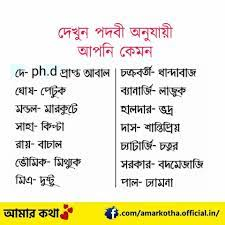 দেখুন পদবী অনুযায়ী
আপনি কেমন
দে- ph.d প্রাপ্ত আবাল
ঘোষ- পেটুক
মন্ডল- মারকুটে
সাহা- কিপ্টা
রায়- বাচাল
ভৌমিক- মিথ্যুক
মিএ- দুষ্টু
চক্রবর্তী- ধান্দাবাজ
ব্যানার্জি- লাজুক
হালদার- ভদ্র
দাস- শান্তিপ্রিয়
চ্যাটার্জি- চতুর
সরকার- বদমেজাজি
পাল- হ্যামনা
আমার কথা
f.com/amarkotha.official.in/